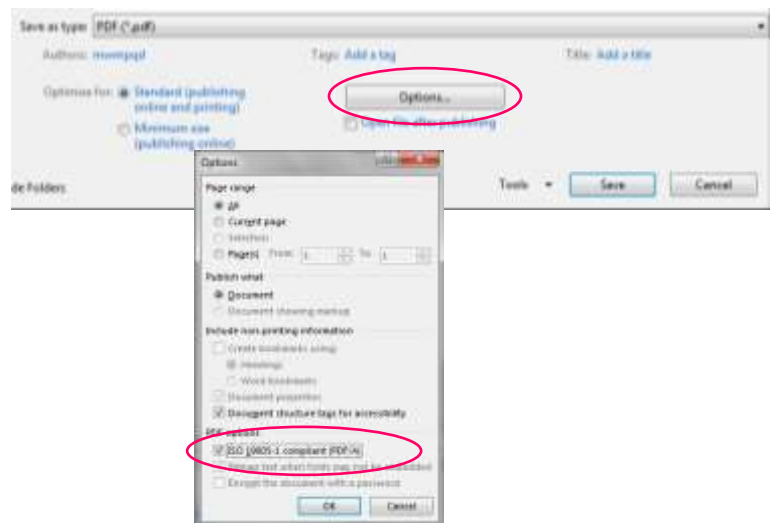 Save as type: PDF (*.pdf)
Authors: Tags: Add a tag Title: Add a title
Optimize for: Standard (publishing online and printing)
Minimum size (publishing online)
Options...
Open file after publishing
de Folders Tools Save Cancel
Options
Page range
All
Current page
Selection
Page(s) From: 1 To: 1
Publish what
Document
Document showing markup
Include non-printing information
Create bookmarks using:
Headings
Word bookmarks
Document properties
Document structure tags for accessibility
PDF options
ISO 19005-1 compliant (PDF/A)
Bitmap text when fonts may not be embedded
Encrypt the document with a password
OK Cancel